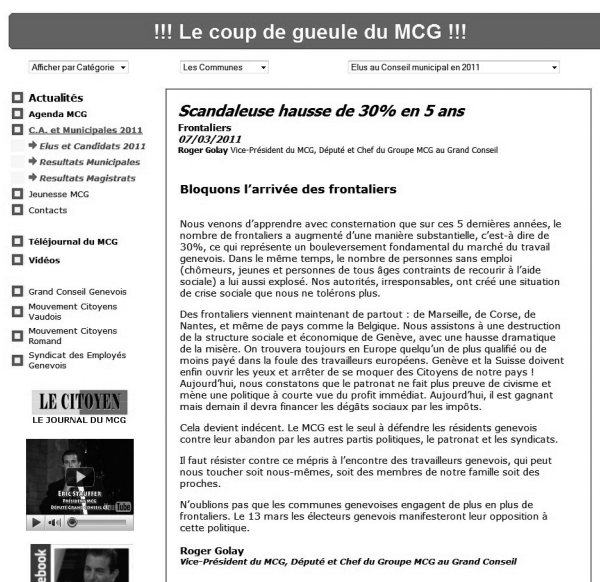 !!! Le coup de gueule du MCG !!!
Afficher par Catégorie
Les Communes
Elus au Conseil municipal en 2011
Actualités
Agenda MCG
C.A. et Municipales 2011
Elus et Candidats 2011
Resultats Municipales
Resultats Magistrats
Jeunesse MCG
Contacts
Téléjournal du MCG
Vidéos
Grand Conseil Genevois
Mouvement Citoyens
Vaudois
Mouvement Citoyens
Romand
Syndicat des Employés
Genevois
LE CITOYEN
LE JOURNAL DU MCG
ERIC STAUFFER
PRÉSIDENT MCG
DÉPUTÉ GRAND CONSEIL
Tube
ebook
Scandaleuse hausse de 30% en 5 ans
Frontaliers
07/03/2011
Roger Golay Vice-Président du MCG, Député et Chef du Groupe MCG au Grand Conseil
Bloquons l'arrivée des frontaliers
Nous venons d'apprendre avec consternation que sur ces 5 dernières années, le
nombre de frontaliers a augmenté d'une manière substantielle, c'est-à dire de
30%, ce qui représente un bouleversement fondamental du marché du travail
genevois. Dans le même temps, le nombre de personnes sans emploi
(chômeurs, jeunes et personnes de tous âges contraints de recourir à l'aide
sociale) a lui aussi explosé. Nos autorités, irresponsables, ont créé une situation
de crise sociale que nous ne tolérons plus.
Des frontaliers viennent maintenant de partout : de Marseille, de Corse, de
Nantes, et même de pays comme la Belgique. Nous assistons à une destruction
de la structure sociale et économique de Genève, avec une hausse dramatique
de la misère. On trouvera toujours en Europe quelqu'un de plus qualifié ou de
moins payé dans la foule des travailleurs européens. Genève et la Suisse doivent
enfin ouvrir les yeux et arrêter de se moquer des Citoyens de notre pays !
Aujourd'hui, nous constatons que le patronat ne fait plus preuve de civisme et
mène une politique à courte vue du profit immédiat. Aujourd'hui, il est gagnant
mais demain il devra financer les dégâts sociaux par les impôts.
Cela devient indécent. Le MCG est le seul à défendre les résidents genevois
contre leur abandon par les autres partis politiques, le patronat et les syndicats.
Il faut résister contre ce mépris à l'encontre des travailleurs genevois, qui peut
nous toucher soit nous-mêmes, soit des membres de notre famille soit des
proches.
N'oublions pas que les communes genevoises engagent de plus en plus de
frontaliers. Le 13 mars les électeurs genevois manifesteront leur opposition à
cette politique.
Roger Golay
Vice-Président du MCG, Député et Chef du Groupe MCG au Grand Conseil